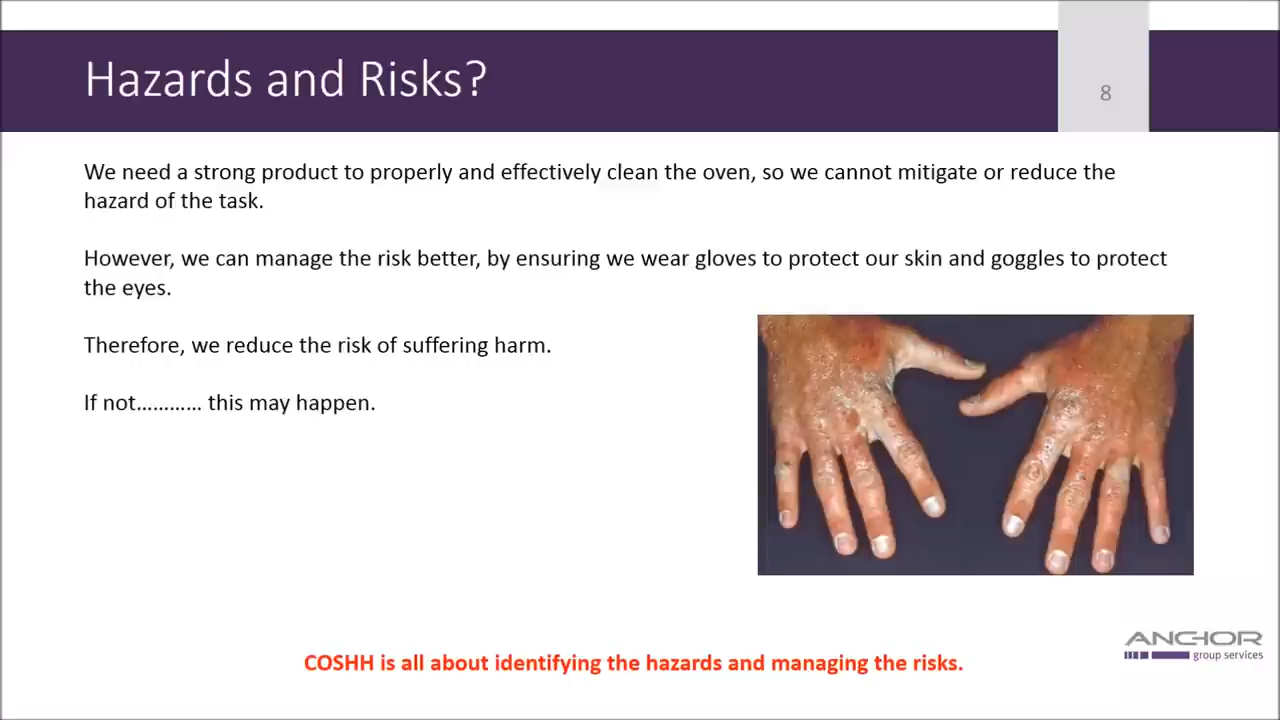 Hazards and Risks?
8
We need a strong product to properly and effectively clean the oven, so we cannot mitigate or reduce the
hazard of the task.
However, we can manage the risk better, by ensuring we wear gloves to protect our skin and goggles to protect
the eyes.
Therefore, we reduce the risk of suffering harm.
If not………… this may happen.
ANCHOR
group services
COSHH is all about identifying the hazards and managing the risks.